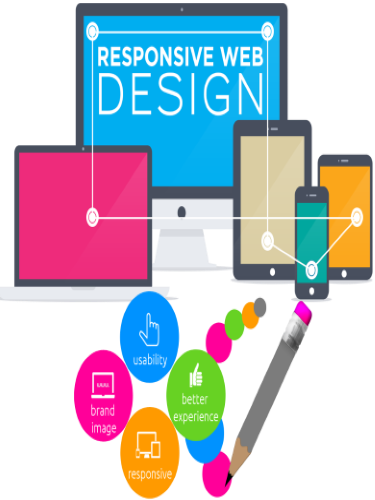 RESPONSIVE WEB
DESIGN
usability
better
experience
brand
image
responsive